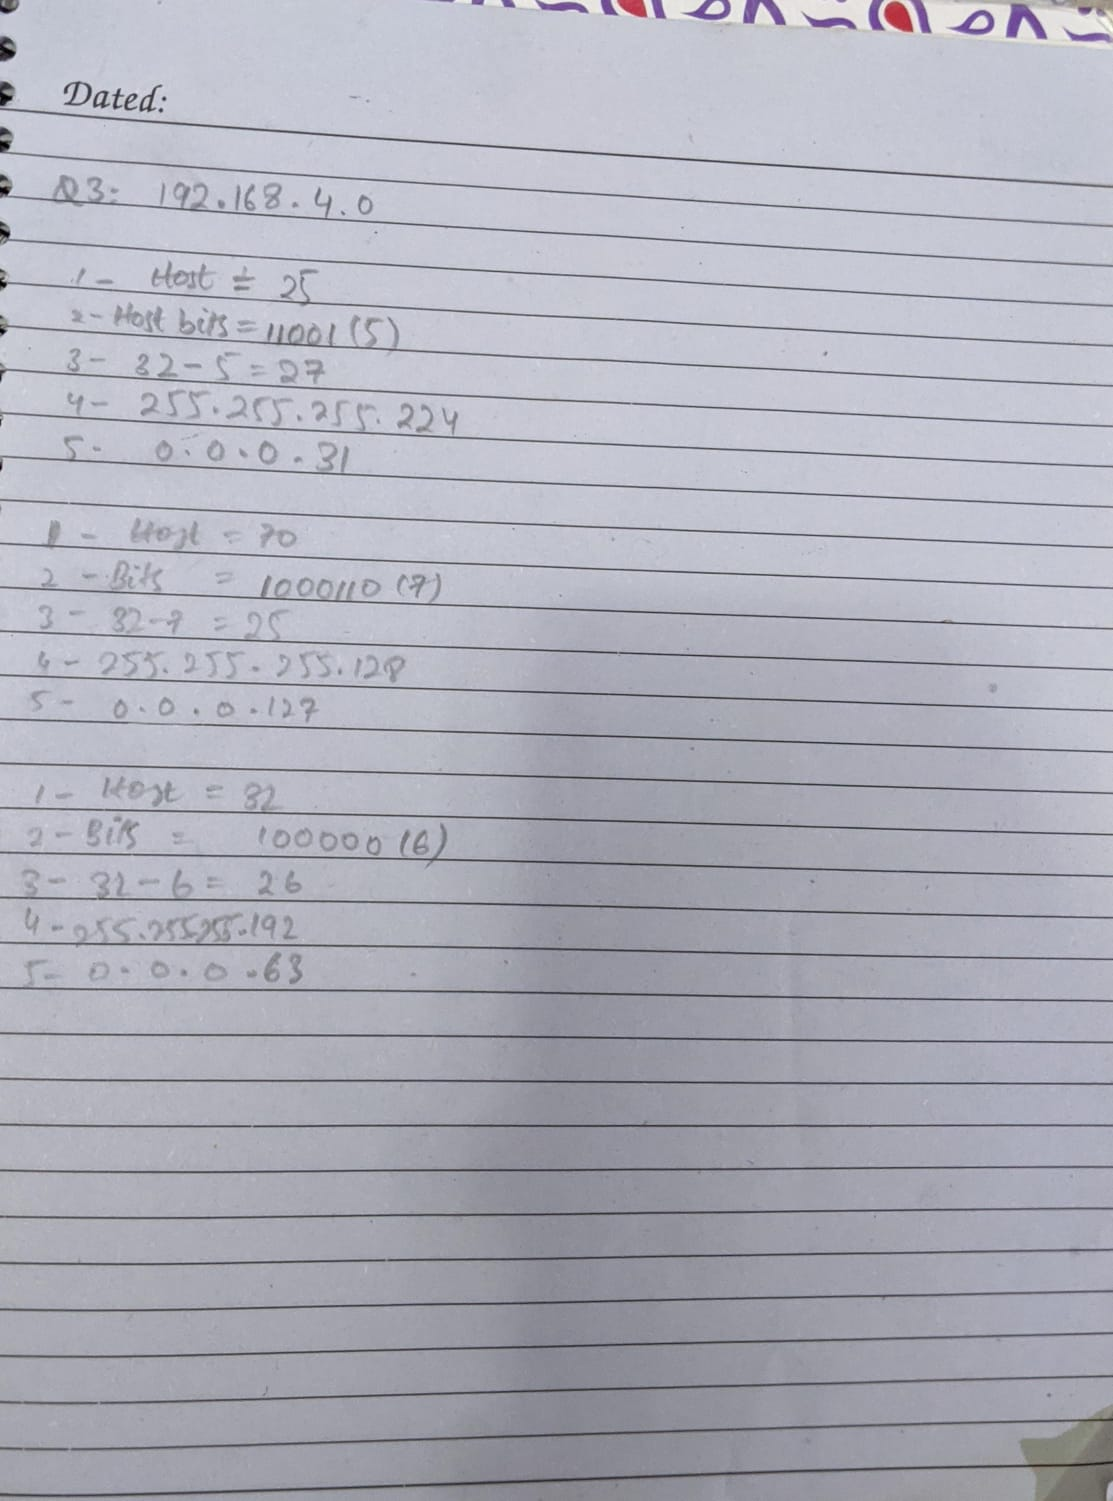 Dated:
Q3: 192.168.4.0
1- Host = 25
2- Host bits = 11001 (5)
3- 32-5 = 27
4- 255.255.255.224
5- 0.0.0.31
1- Host = 70
2- Bits = 1000110 (7)
3- 32-7 = 25
4- 255.255.255.128
5- 0.0.0.127
1- Host = 32
2- Bits = 100000 (6)
3- 32-6 = 26
4- 255.255.255.192
5- 0.0.0.63